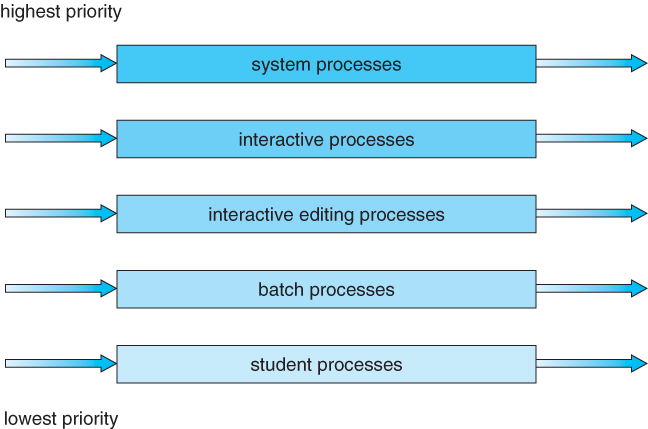 highest priority
system processes
interactive processes
interactive editing processes
batch processes
student processes
lowest priority